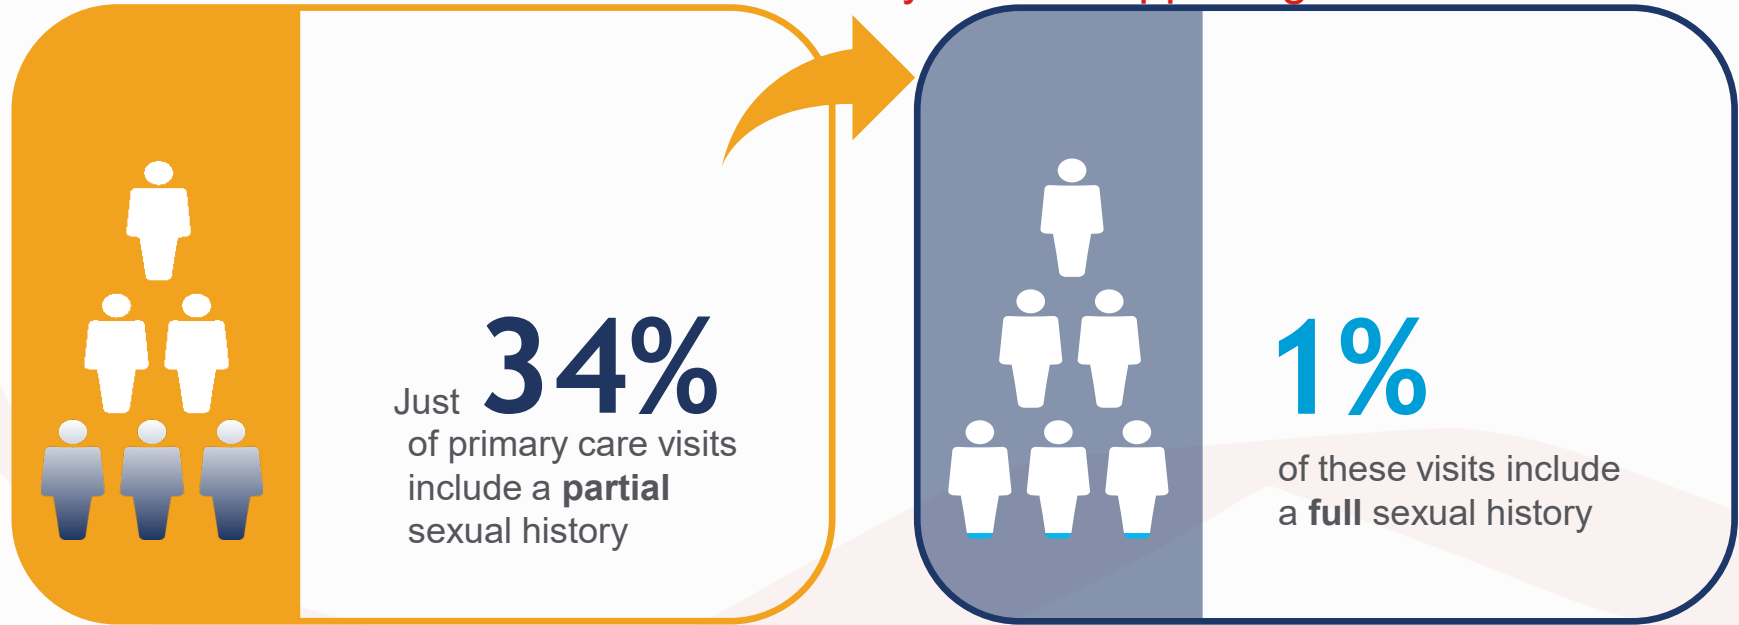 Just 34%
of primary care visits
include a partial
sexual history
1%
of these visits include
a full sexual history